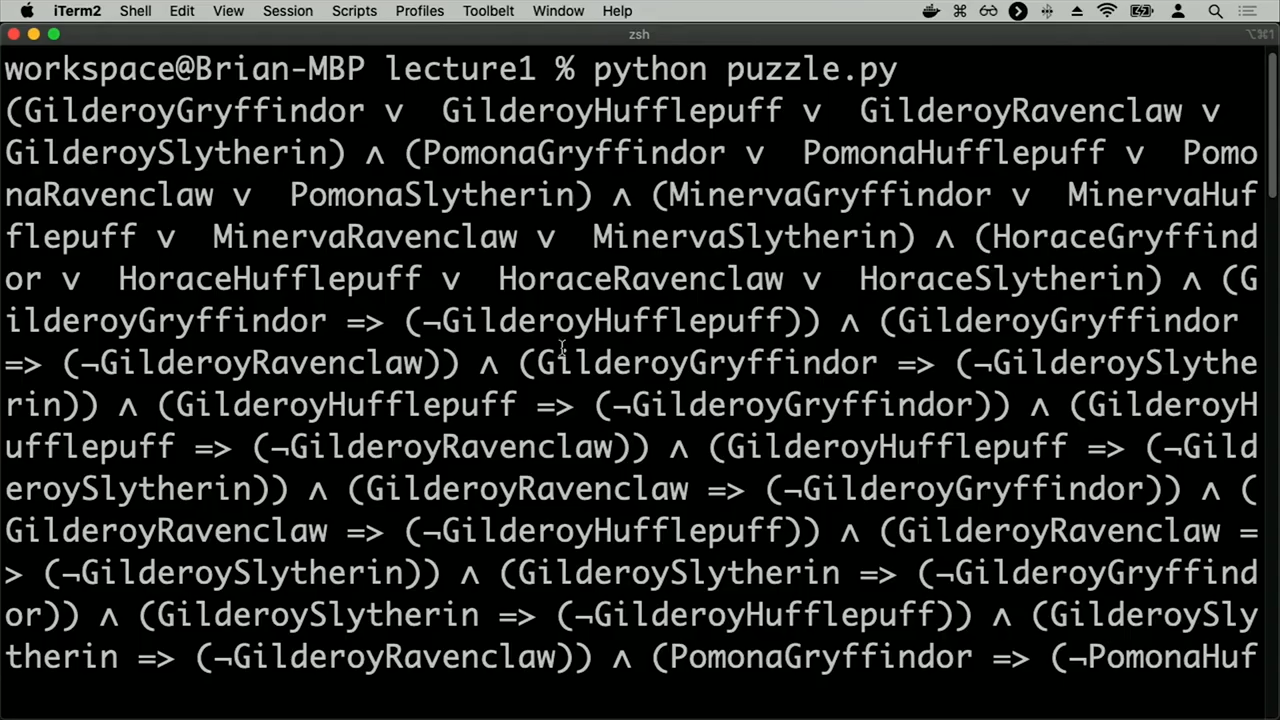 iTerm2 Shell Edit View Session Scripts Profiles Toolbelt Window Help
zsh
⌥⌘1
workspace@Brian-MBP lecture1 % python puzzle.py
(GilderoyGryffindor ∨  GilderoyHufflepuff ∨  GilderoyRavenclaw ∨
GilderoySlytherin) ∧ (PomonaGryffindor ∨  PomonaHufflepuff ∨  Pomo
naRavenclaw ∨  PomonaSlytherin) ∧ (MinervaGryffindor ∨  MinervaHuf
flepuff ∨  MinervaRavenclaw ∨  MinervaSlytherin) ∧ (HoraceGryffind
or ∨  HoraceHufflepuff ∨  HoraceRavenclaw ∨  HoraceSlytherin) ∧ (G
ilderoyGryffindor => (¬GilderoyHufflepuff)) ∧ (GilderoyGryffindor
=> (¬GilderoyRavenclaw)) ∧ (GilderoyGryffindor => (¬GilderoySlythe
rin)) ∧ (GilderoyHufflepuff => (¬GilderoyGryffindor)) ∧ (GilderoyH
ufflepuff => (¬GilderoyRavenclaw)) ∧ (GilderoyHufflepuff => (¬Gild
eroySlytherin)) ∧ (GilderoyRavenclaw => (¬GilderoyGryffindor)) ∧ (
GilderoyRavenclaw => (¬GilderoyHufflepuff)) ∧ (GilderoyRavenclaw =
> (¬GilderoySlytherin)) ∧ (GilderoySlytherin => (¬GilderoyGryffind
or)) ∧ (GilderoySlytherin => (¬GilderoyHufflepuff)) ∧ (GilderoySly
therin => (¬GilderoyRavenclaw)) ∧ (PomonaGryffindor => (¬PomonaHuf